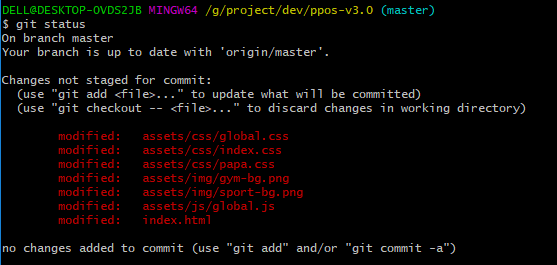 DELL@DESKTOP-OVDS2JB MINGW64 /g/project/dev/ppos-v3.0 (master)
$ git status
On branch master
Your branch is up to date with 'origin/master'.
Changes not staged for commit:
(use "git add <file>..." to update what will be committed)
(use "git checkout -- <file>..." to discard changes in working directory)
modified: assets/css/global.css
modified: assets/css/index.css
modified: assets/css/papa.css
modified: assets/img/gym-bg.png
modified: assets/img/sport-bg.png
modified: assets/js/global.js
modified: index.html
no changes added to commit (use "git add" and/or "git commit -a")